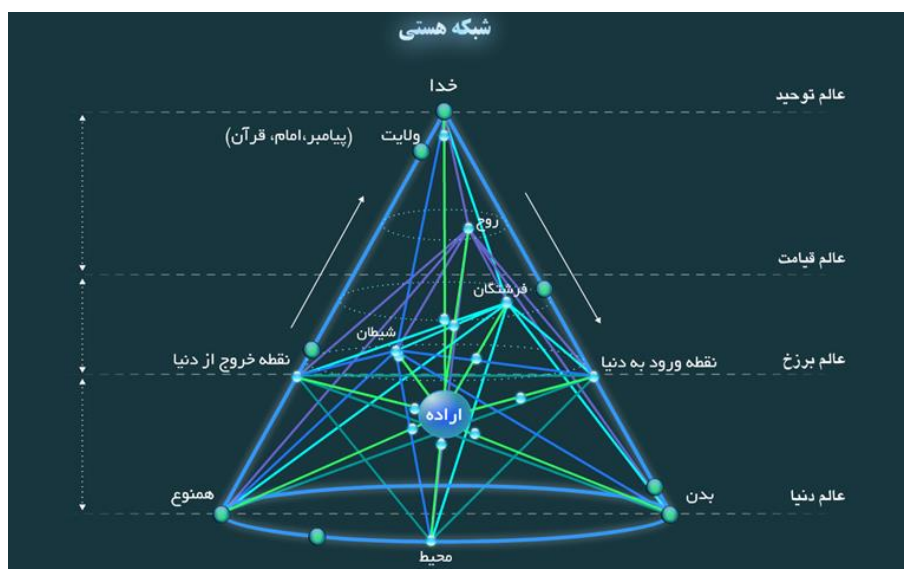 شبکه هستی
خدا
عالم توحید
ولایت (پیامبر،امام، قرآن)
روح
عالم قیامت
فرشتگان
شیطان
عالم برزخ
نقطه ورود به دنیا
نقطه خروج از دنیا
اراده
عالم دنیا
بدن
همنوع
محیط